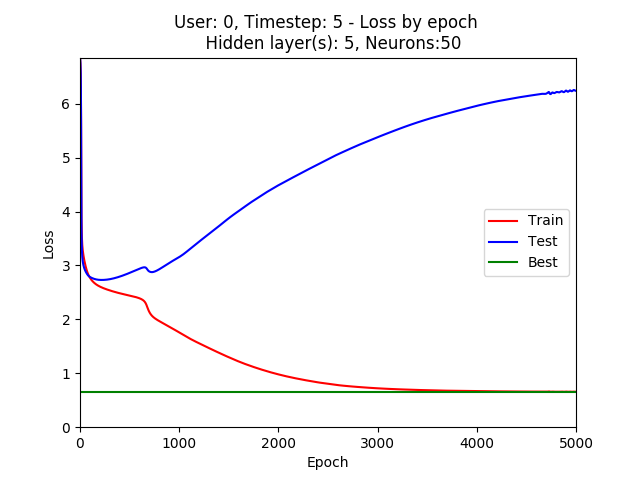 User: 0, Timestep: 5 - Loss by epoch
Hidden layer(s): 5, Neurons:50
Loss
6
5
4
3
2
1
0
Train
Test
Best
0 1000 2000 3000 4000 5000
Epoch